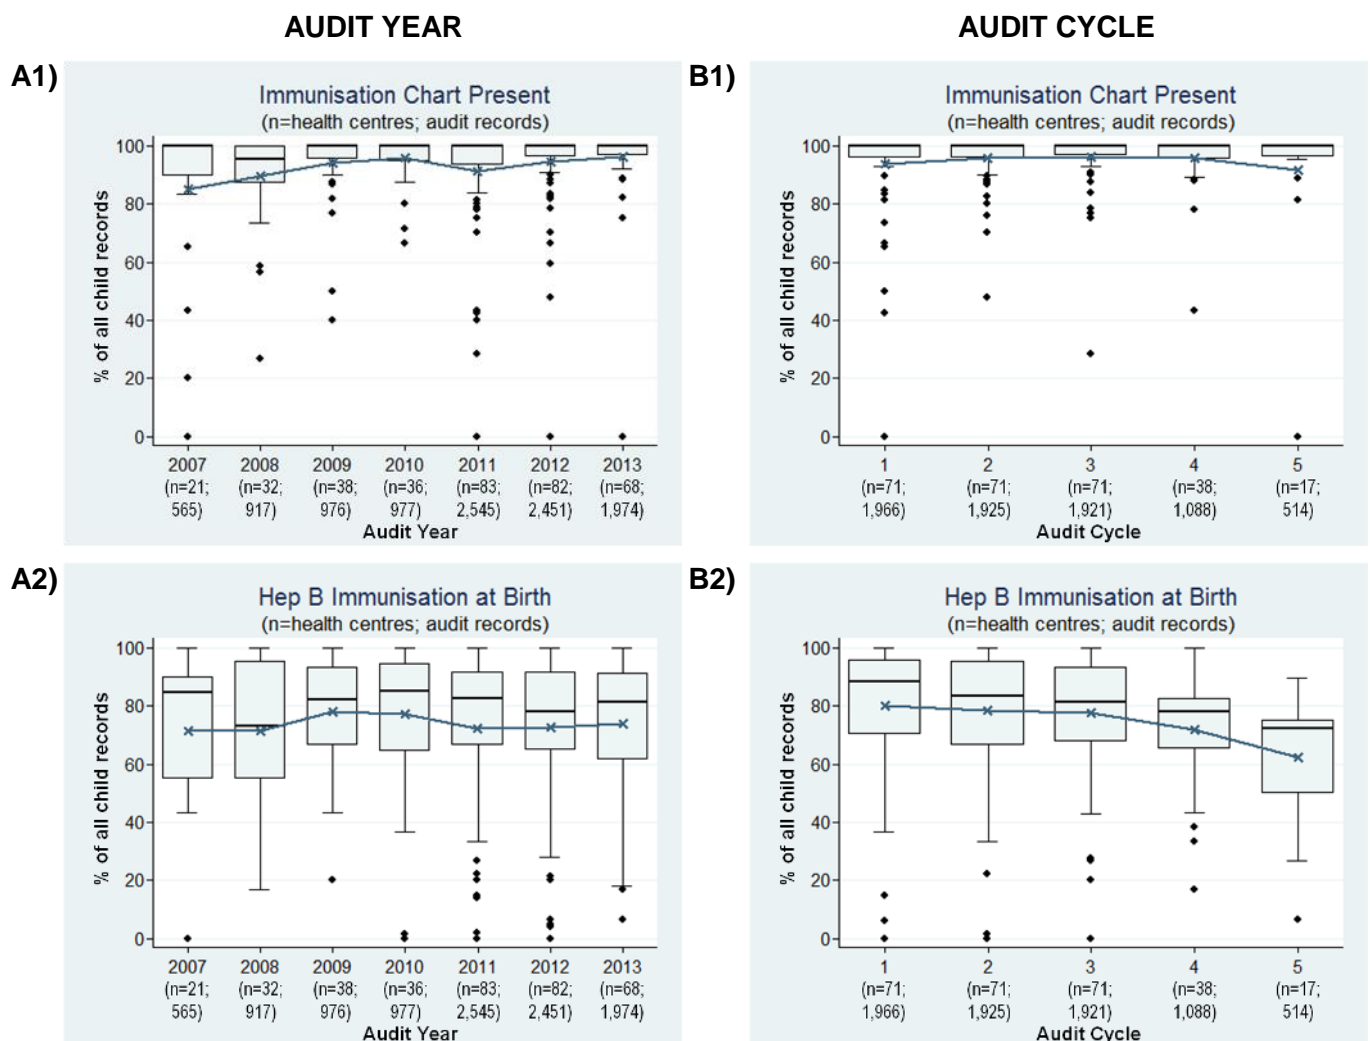 AUDIT YEAR
AUDIT CYCLE
A1)
Immunisation Chart Present
(n=health centres; audit records)
% of all child records
100
80
60
40
20
0
2007 2008 2009 2010 2011 2012 2013
(n=21; (n=32; (n=38; (n=36; (n=83; (n=82; (n=68;
565) 917) 976) 977) 2,545) 2,451) 1,974)
Audit Year
B1)
Immunisation Chart Present
(n=health centres; audit records)
% of all child records
100
80
60
40
20
0
1 2 3 4 5
(n=71; (n=71; (n=71; (n=38; (n=17;
1,966) 1,925) 1,921) 1,088) 514)
Audit Cycle
A2)
Hep B Immunisation at Birth
(n=health centres; audit records)
% of all child records
100
80
60
40
20
0
2007 2008 2009 2010 2011 2012 2013
(n=21; (n=32; (n=38; (n=36; (n=83; (n=82; (n=68;
565) 917) 976) 977) 2,545) 2,451) 1,974)
Audit Year
B2)
Hep B Immunisation at Birth
(n=health centres; audit records)
% of all child records
100
80
60
40
20
0
1 2 3 4 5
(n=71; (n=71; (n=71; (n=38; (n=17;
1,966) 1,925) 1,921) 1,088) 514)
Audit Cycle